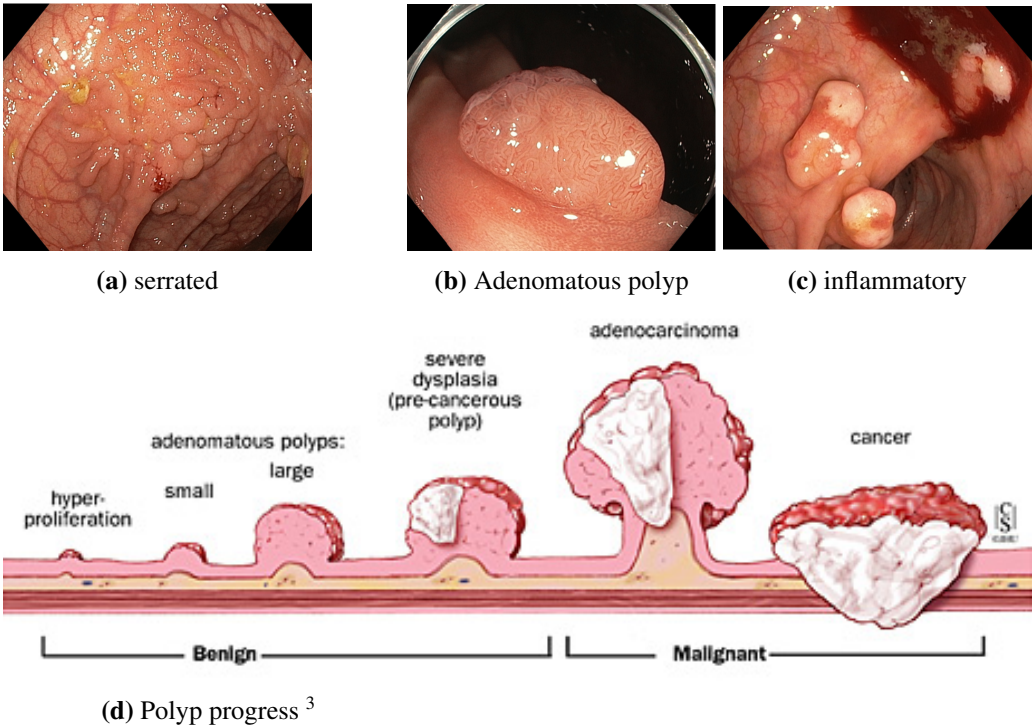 (a) serrated
(b) Adenomatous polyp
(c) inflammatory
hyper-
proliferation
adenomatous polyps:
small
large
severe
dysplasia
(pre-cancerous
polyp)
adenocarcinoma
cancer
Benign
Malignant
(d) Polyp progress 3